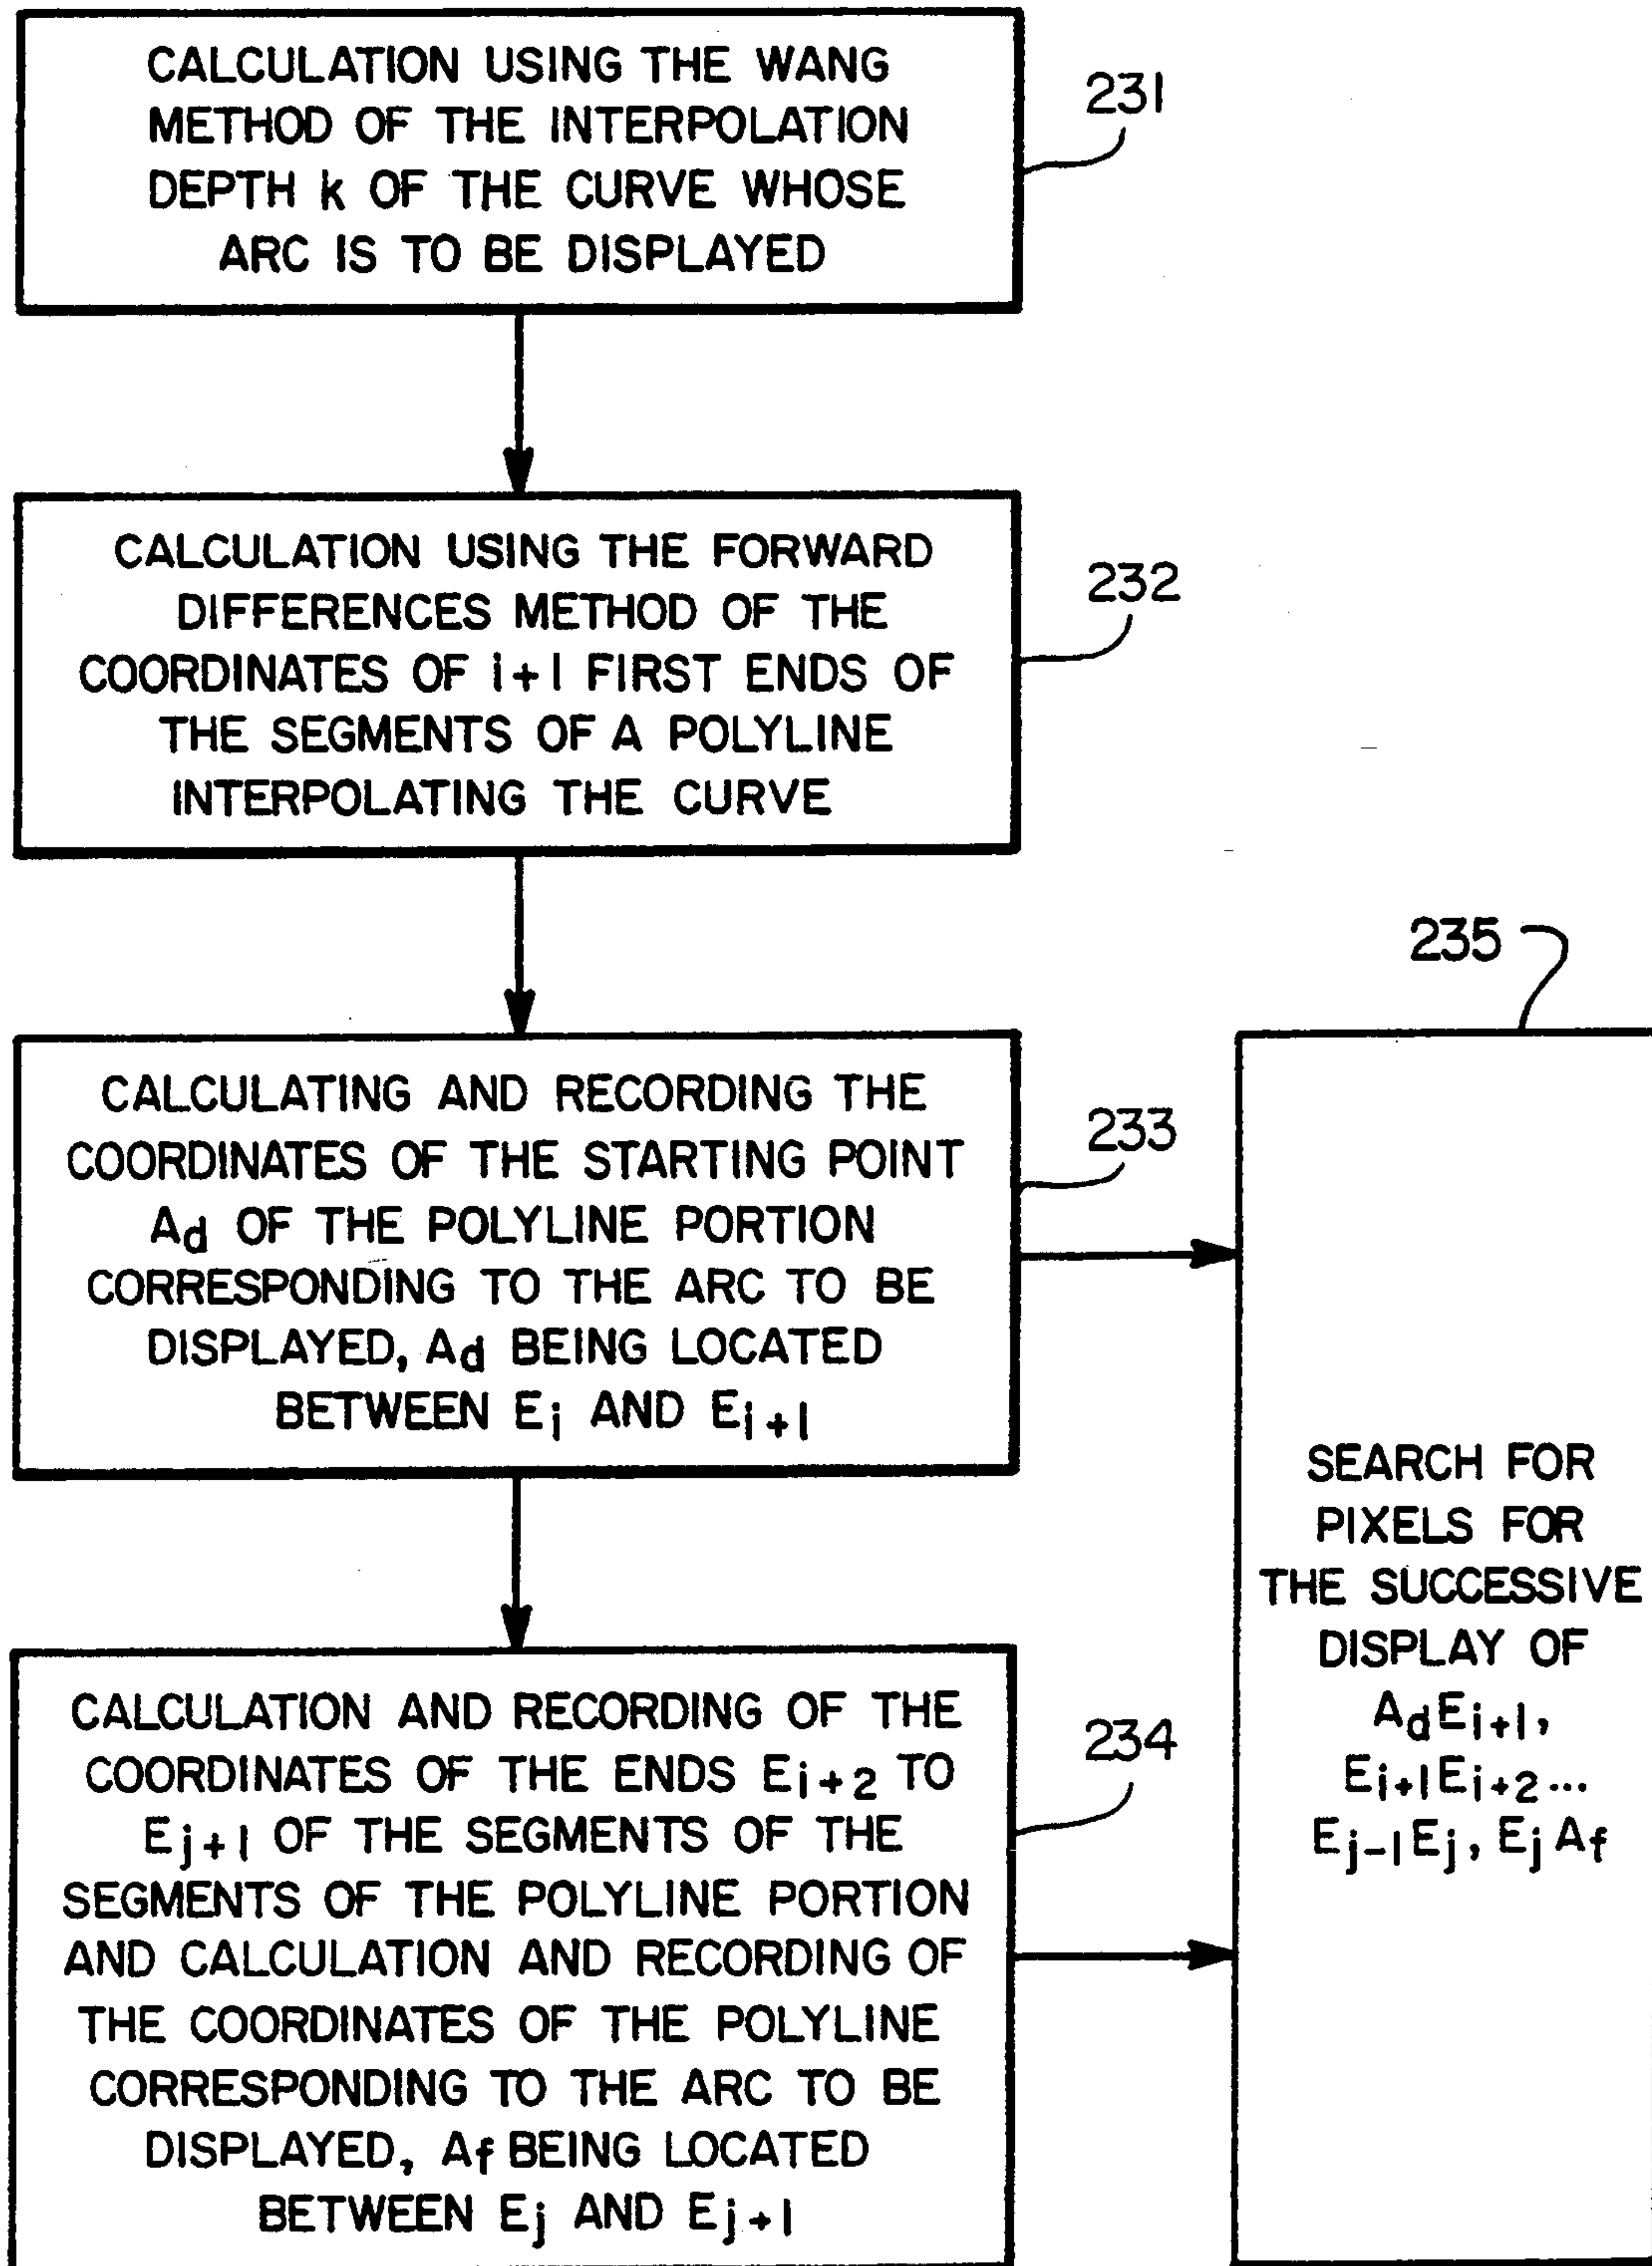 CALCULATION USING THE WANG
METHOD OF THE INTERPOLATION
DEPTH k OF THE CURVE WHOSE
ARC IS TO BE DISPLAYED
231
CALCULATION USING THE FORWARD
DIFFERENCES METHOD OF THE
COORDINATES OF i+1 FIRST ENDS OF
THE SEGMENTS OF A POLYLINE
INTERPOLATING THE CURVE
232
CALCULATING AND RECORDING THE
COORDINATES OF THE STARTING POINT
Ad OF THE POLYLINE PORTION
CORRESPONDING TO THE ARC TO BE
DISPLAYED, Ad BEING LOCATED
BETWEEN Ei AND Ei+1
233
CALCULATION AND RECORDING OF THE
COORDINATES OF THE ENDS Ei+2 TO
Ej+1 OF THE SEGMENTS OF THE
SEGMENTS OF THE POLYLINE PORTION
AND CALCULATION AND RECORDING OF
THE COORDINATES OF THE POLYLINE
CORRESPONDING TO THE ARC TO BE
DISPLAYED, Af BEING LOCATED
BETWEEN Ej AND Ej+1
234
235
SEARCH FOR
PIXELS FOR
THE SUCCESSIVE
DISPLAY OF
AdEi+1,
Ei+1Ei+2...
Ej-1Ej, EjAf